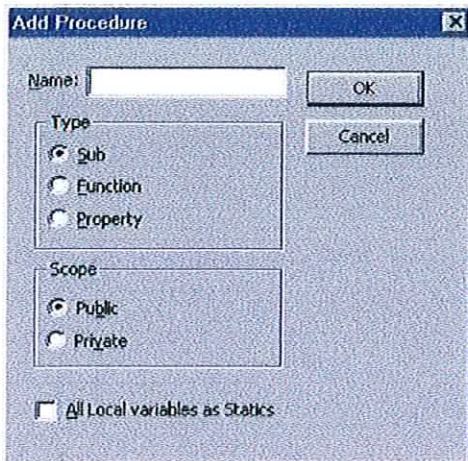 Add Procedure
Name:
OK
Cancel
Type
Sub
Function
Property
Scope
Public
Private
All Local variables as Statics